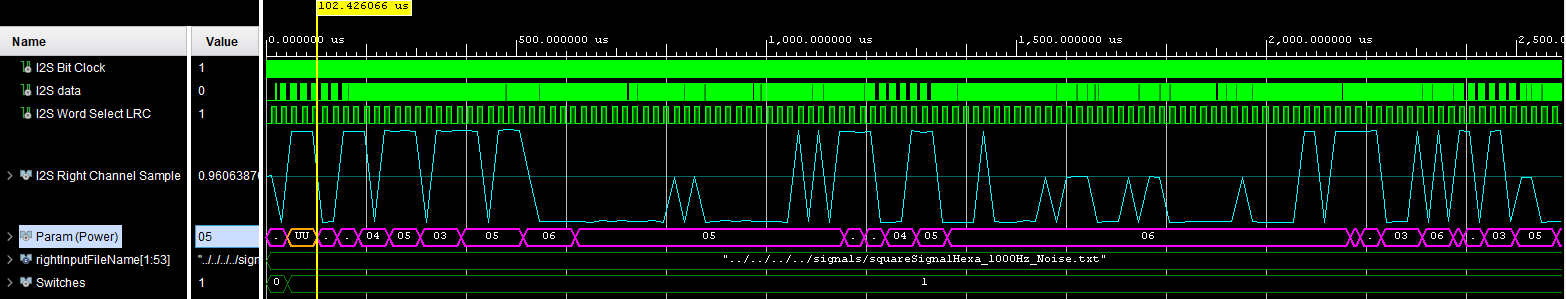 102.426066 us
Name Value
0.000000 us 500.000000 us 1,000.000000 us 1,500.000000 us 2,000.000000 us 2,500.0
I2S Bit Clock 1
I2S data 0
I2S Word Select LRC 1
I2S Right Channel Sample 0.9606387
Param (Power) 05 . UU . . 04 05 03 05 06 05 . . 04 05 06 . . 03 06 . . 03 05
rightInputFileName[1:53] "../../../../sign "../../../../signals/squareSignalHexa_1000Hz_Noise.txt"
Switches 1 0 1